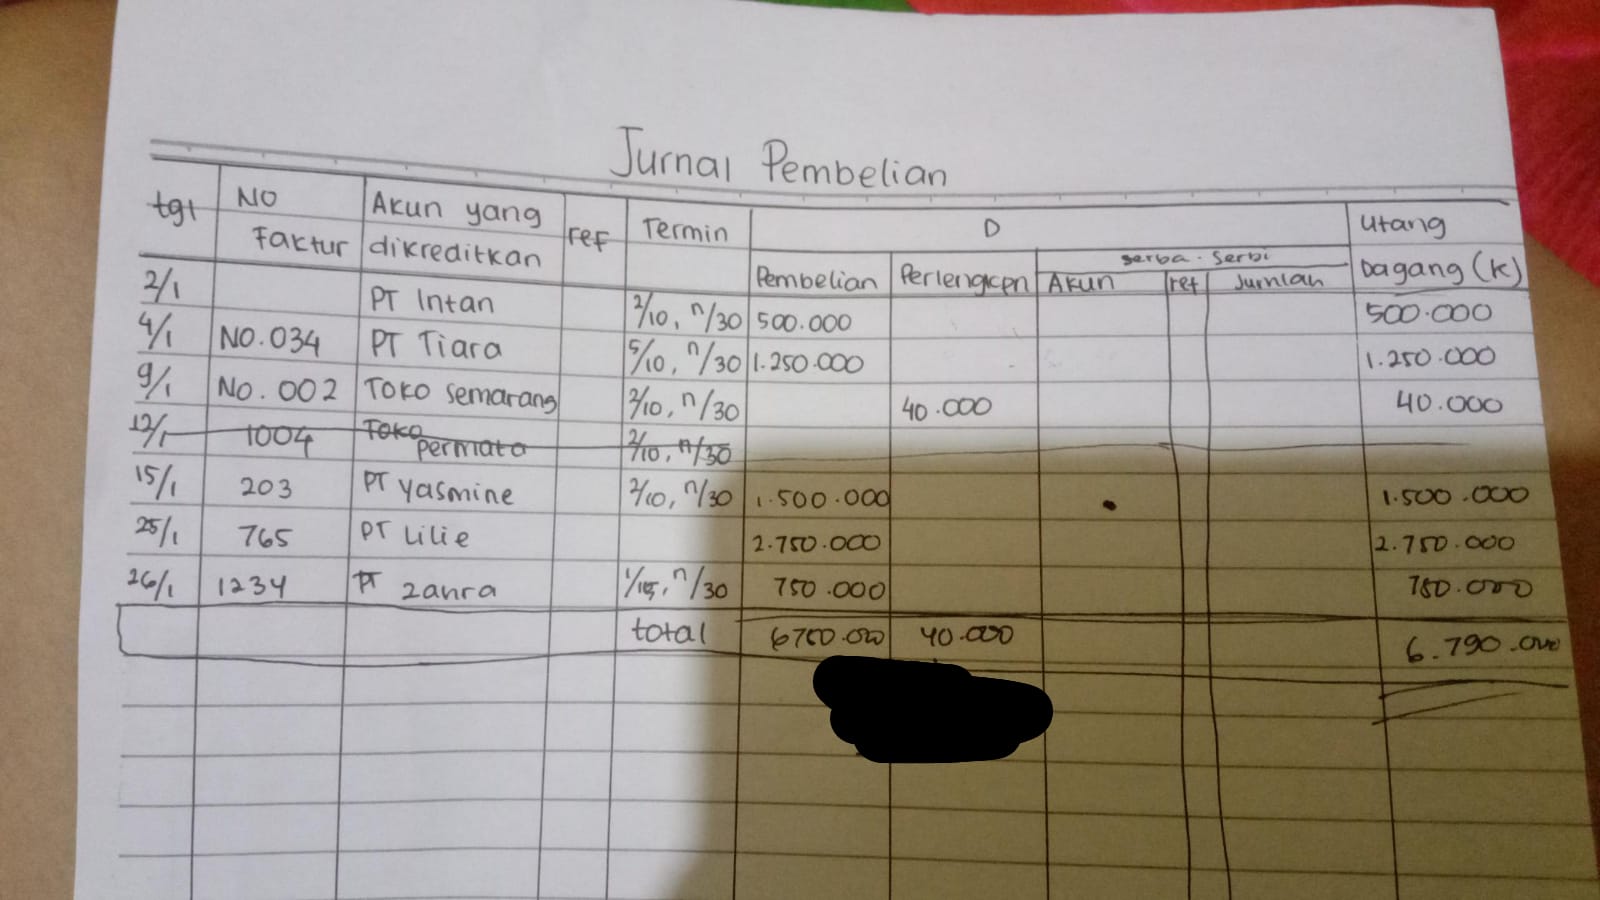 Jurnal Pembelian
tgl No Faktur Akun yang dikreditkan ref Termin D Utang Dagang (K)
Pembelian Perlengkpn serba-serbi
Akun ref Jumlah
2/1 PT Intan 2/10, n/30 500.000 500.000
4/1 NO.034 PT Tiara 5/10, n/30 1.250.000 1.250.000
9/1 No.002 TOKO Semarang 2/10, n/30 40.000 40.000
12/1 1004 Toko permata 2/10, n/30
15/1 203 PT Yasmine 2/10, n/30 1.500.000 1.500.000
25/1 765 PT Lilie 2.750.000 2.750.000
26/1 1234 PT Zahra 1/15, n/30 750.000 750.000
total 6750.000 40.000 6.790.000